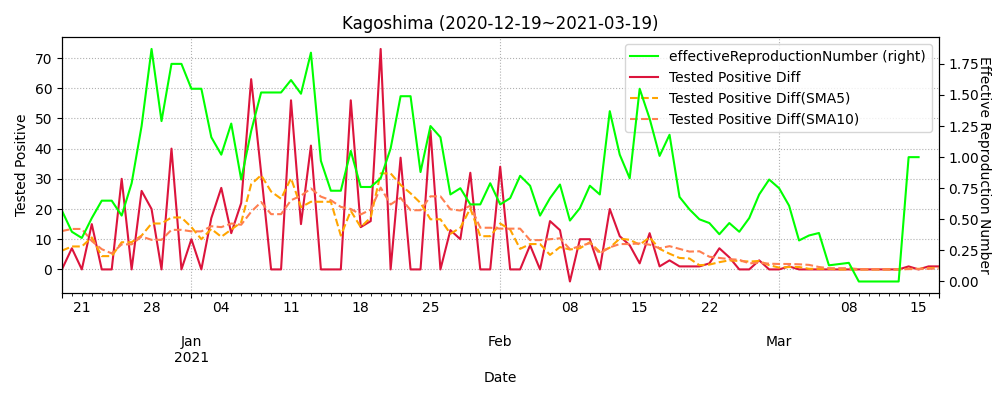 Kagoshima (2020-12-19~2021-03-19)
effectiveReproductionNumber (right)
Tested Positive Diff
Tested Positive Diff(SMA5)
Tested Positive Diff(SMA10)
Tested Positive
70
60
50
40
30
20
10
0
1.75
1.50
1.25
1.00
0.75
0.50
0.25
0.00
Effective Reproduction Number
21 28 04 11 18 25 08 15 22 08 15
Jan Feb Mar
2021
Date